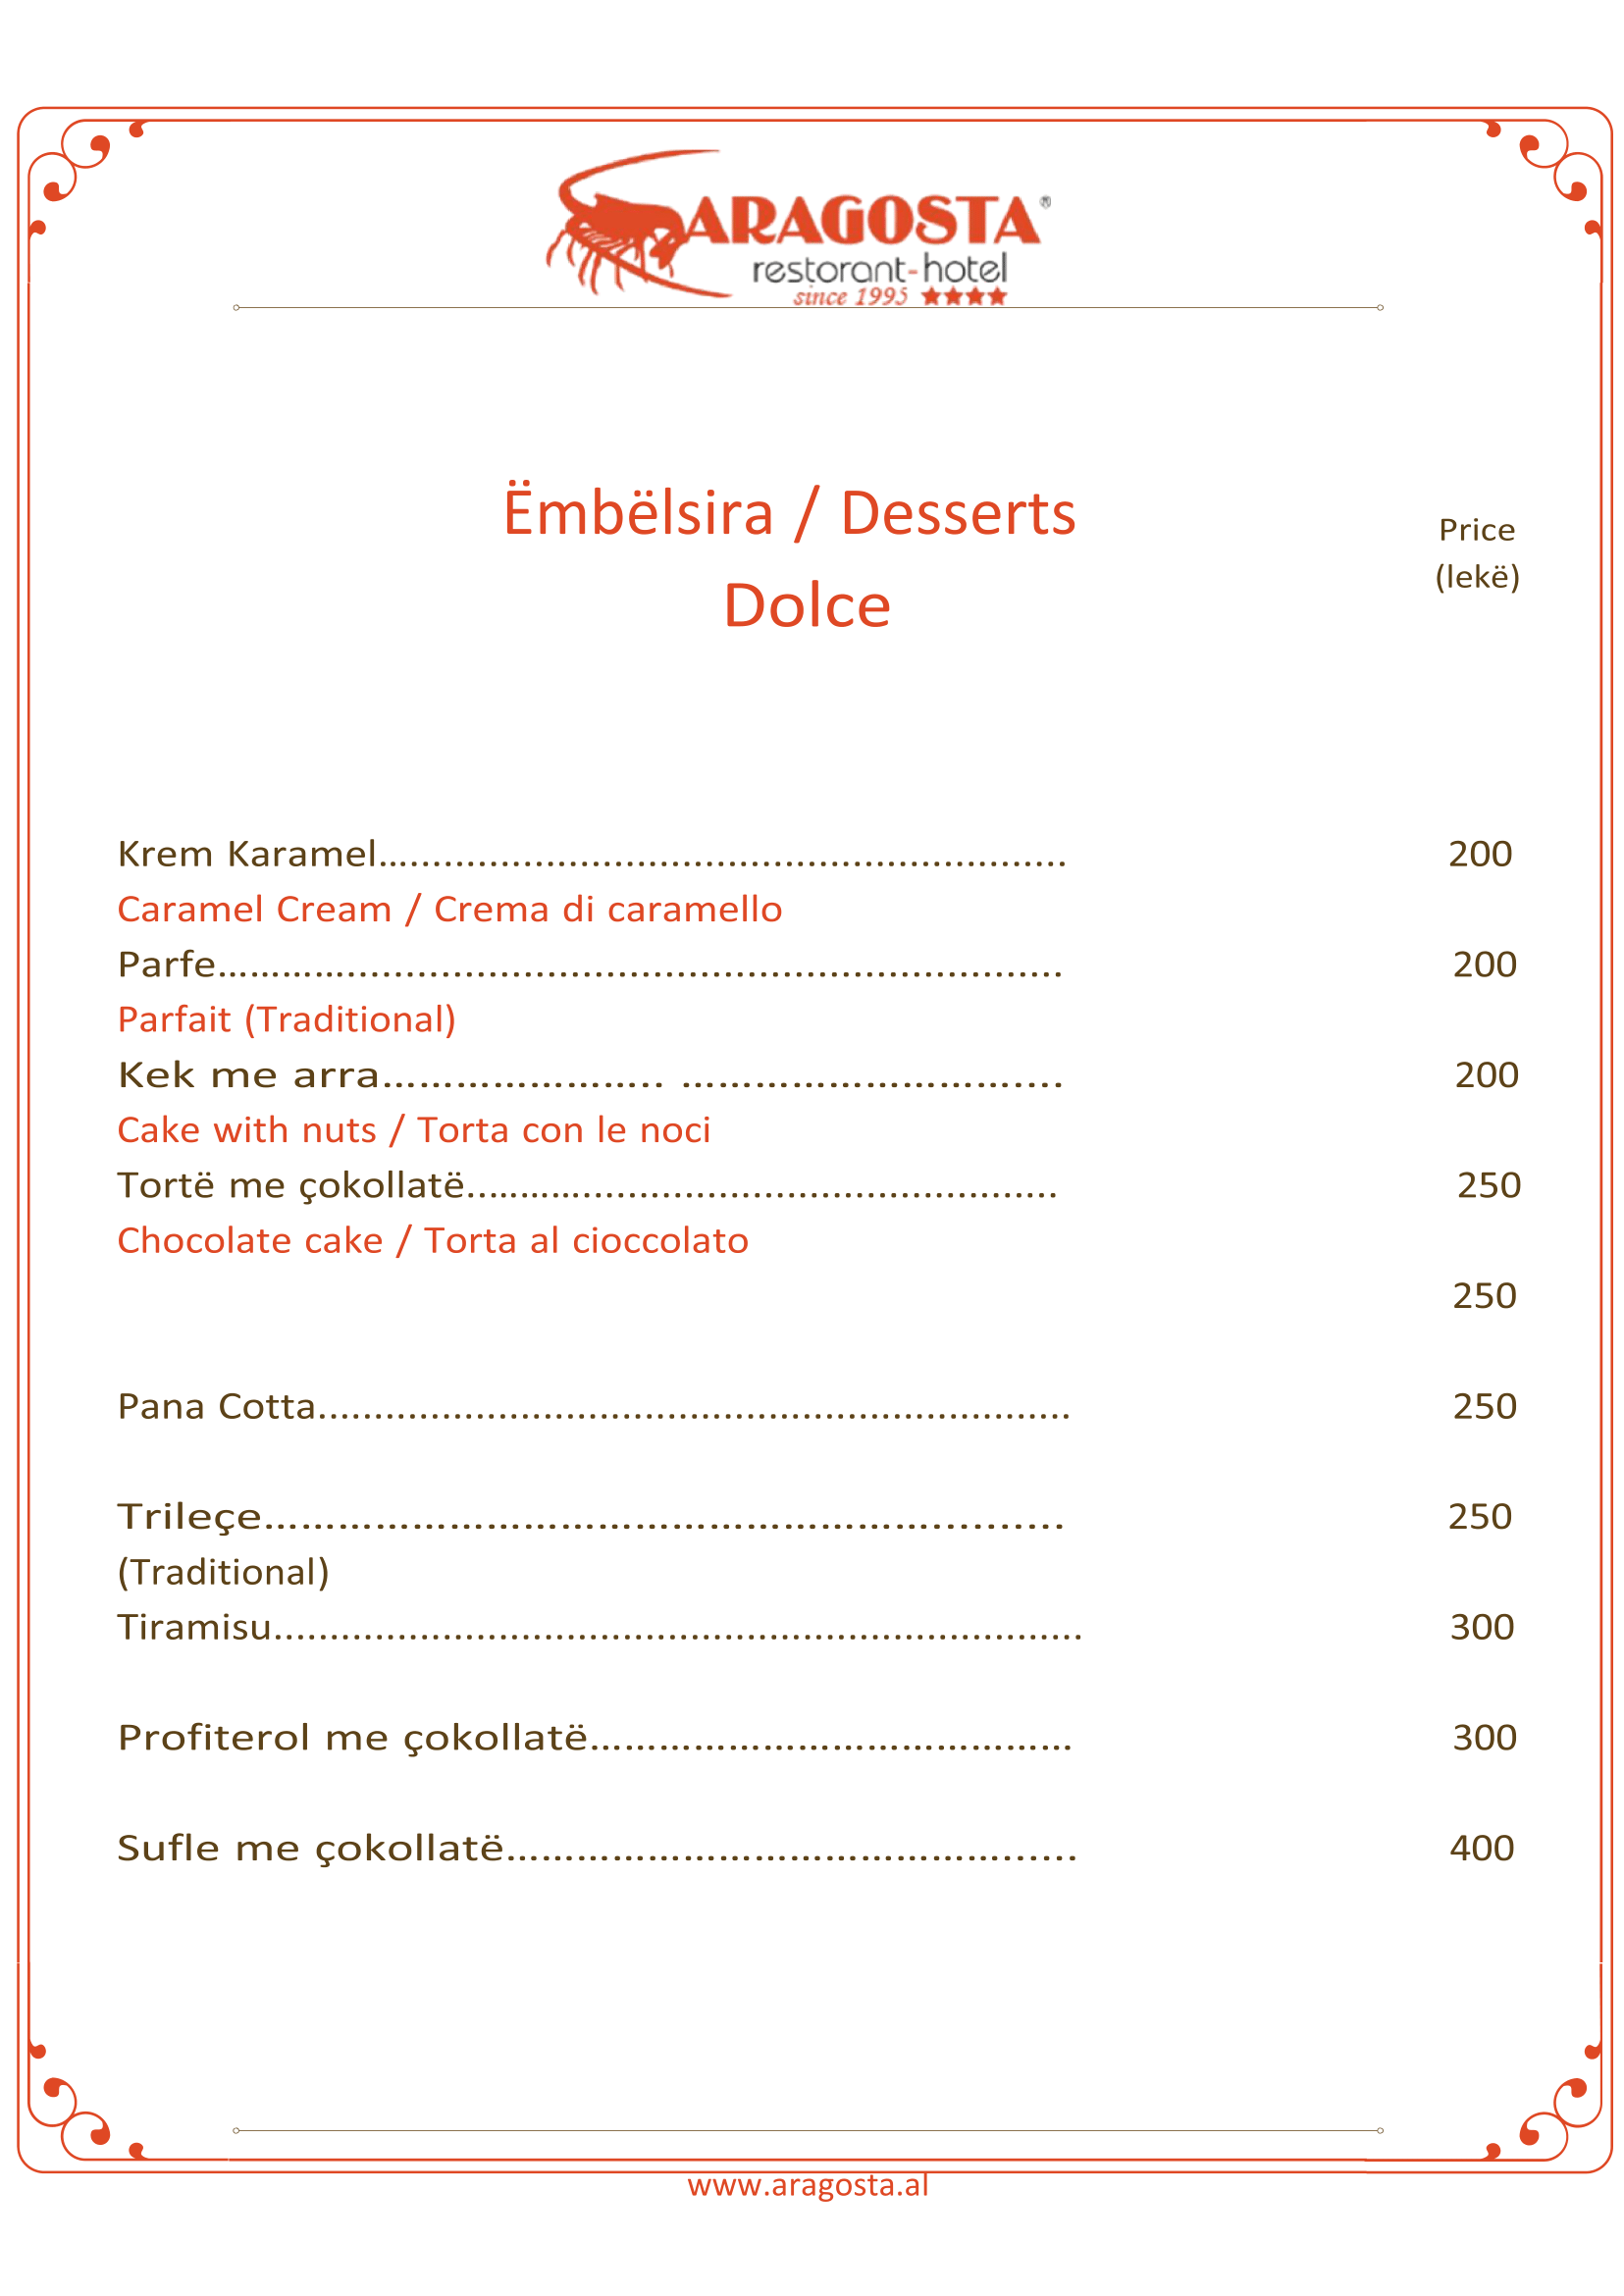 ARAGOSTA®
restorant-hotel
since 1995
Ëmbëlsira / Desserts
Dolce
Price
(lekë)
Krem Karamel............................................................ 200
Caramel Cream / Crema di caramello
Parfe......................................................................... 200
Parfait (Traditional)
Kek me arra....................... ............................... 200
Cake with nuts / Torta con le noci
Tortë me çokollatë................................................... 250
Chocolate cake / Torta al cioccolato
250
Pana Cotta................................................................. 250
Trileçe................................................................ 250
(Traditional)
Tiramisu...................................................................... 300
Profiterol me çokollatë....................................... 300
Sufle me çokollatë.............................................. 400
www.aragosta.al